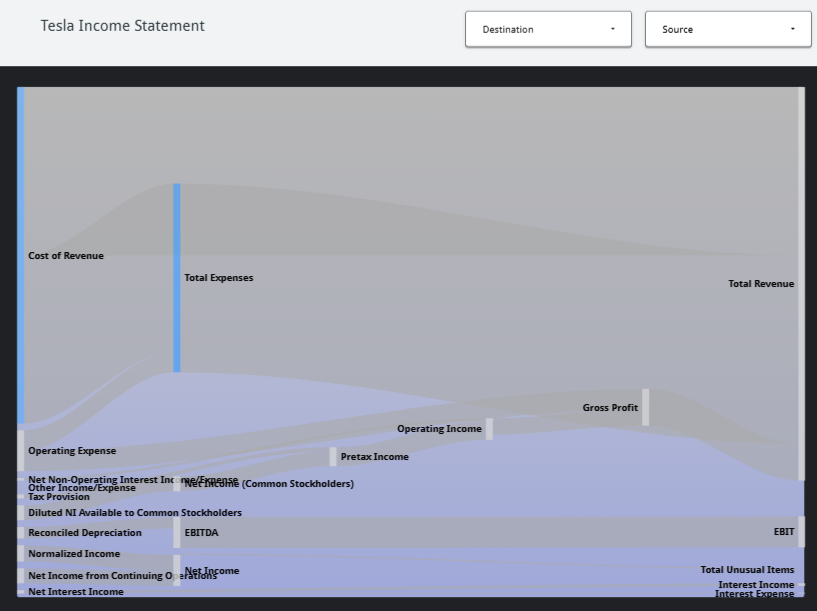 Tesla Income Statement
Destination
Source
Cost of Revenue
Total Expenses
Total Revenue
Gross Profit
Operating Income
Operating Expense
Pretax Income
Net Non-Operating Interest Income/Expense
Net Income (Common Stockholders)
Other Income/Expense
Tax Provision
Diluted NI Available to Common Stockholders
Reconciled Depreciation
EBITDA
EBIT
Normalized Income
Net Income
Total Unusual Items
Net Income from Continuing Operations
Interest Income
Net Interest Income
Interest Expense